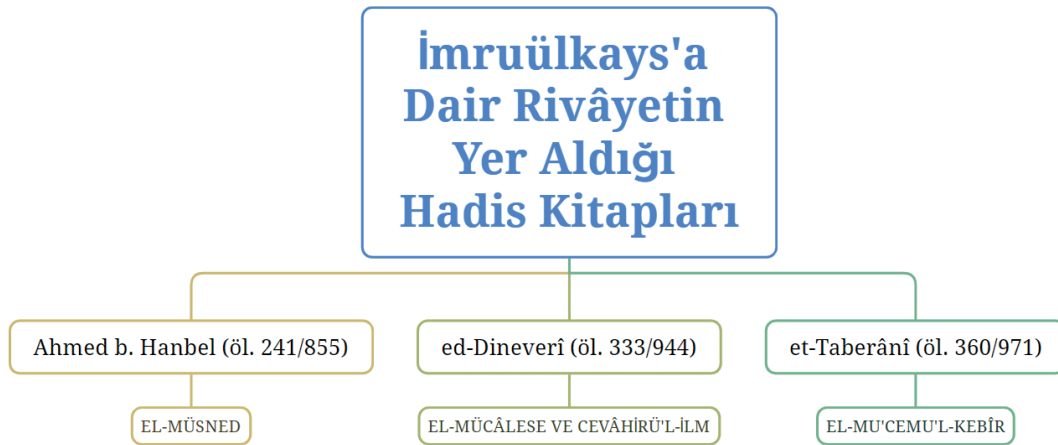 İmruülkays'a
Dair Rivâyetin
Yer Aldığı
Hadis Kitapları
Ahmed b. Hanbel (öl. 241/855)
ed-Dineverî (öl. 333/944)
et-Taberânî (öl. 360/971)
EL-MÜSNED
EL-MÜCÂLESE VE CEVÂHİRÜ'L-İLM
EL-MU'CEMU'L-KEBÎR